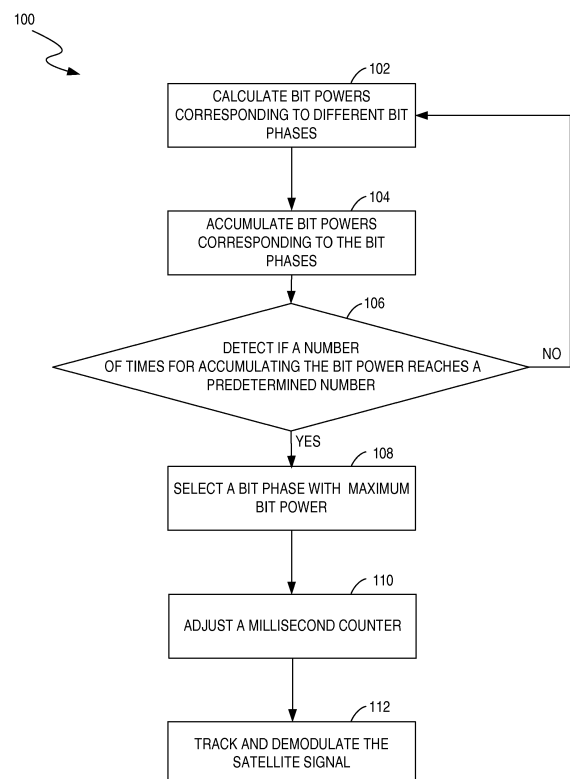 100
102
CALCULATE BIT POWERS
CORRESPONDING TO DIFFERENT BIT
PHASES
104
ACCUMULATE BIT POWERS
CORRESPONDING TO THE BIT
PHASES
106
DETECT IF A NUMBER
OF TIMES FOR ACCUMULATING THE BIT POWER REACHES A
PREDETERMINED NUMBER
NO
YES
108
SELECT A BIT PHASE WITH MAXIMUM
BIT POWER
110
ADJUST A MILLISECOND COUNTER
112
TRACK AND DEMODULATE THE
SATELLITE SIGNAL